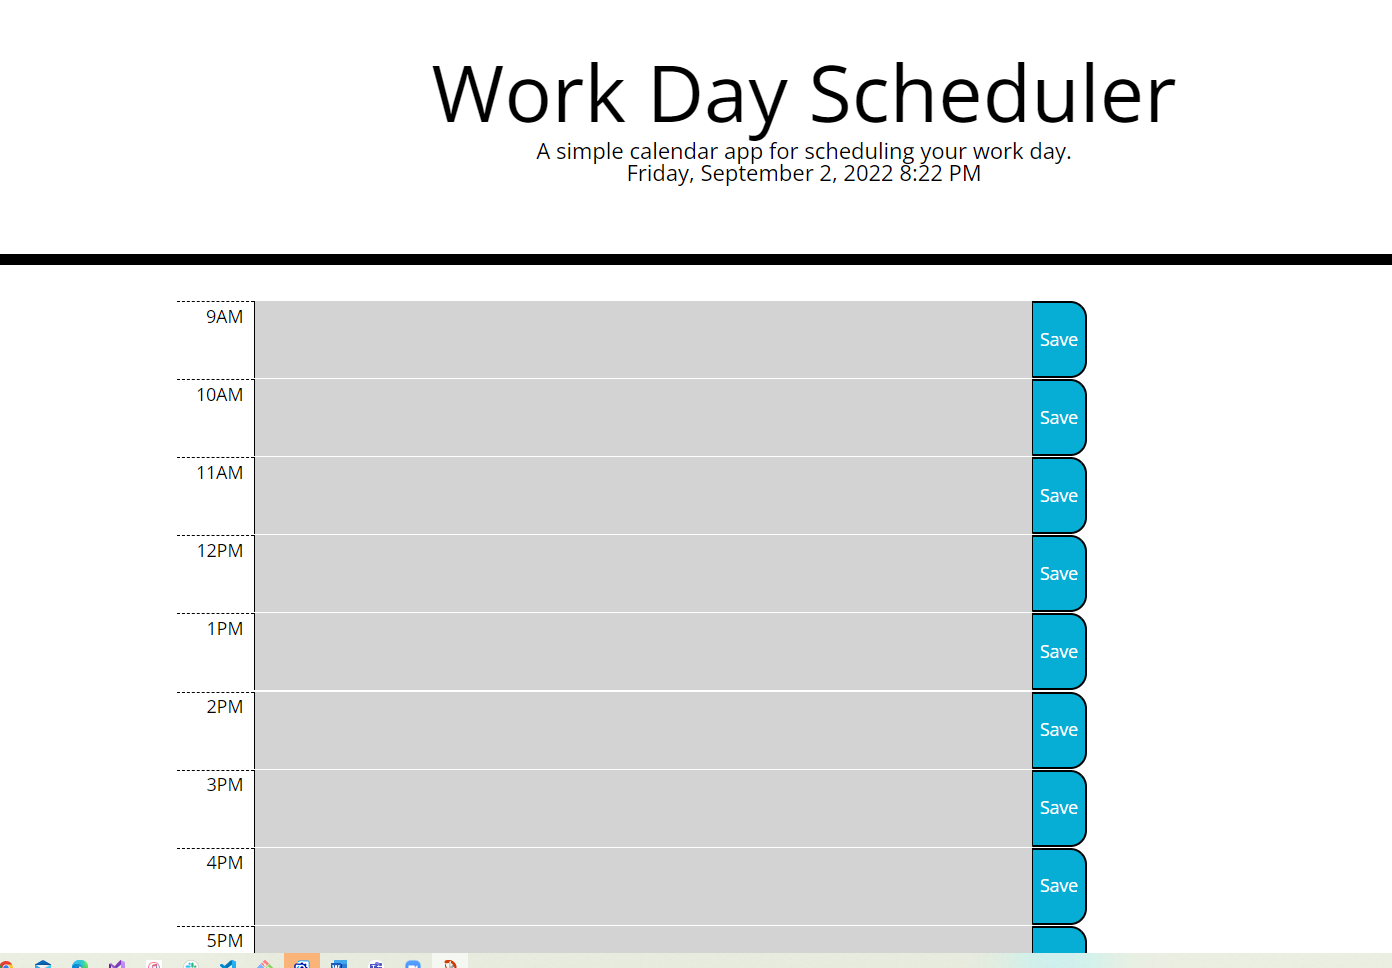 Work Day Scheduler
A simple calendar app for scheduling your work day.
Friday, September 2, 2022 8:22 PM
9AM
Save
10AM
Save
11AM
Save
12PM
Save
1PM
Save
2PM
Save
3PM
Save
4PM
Save
5PM